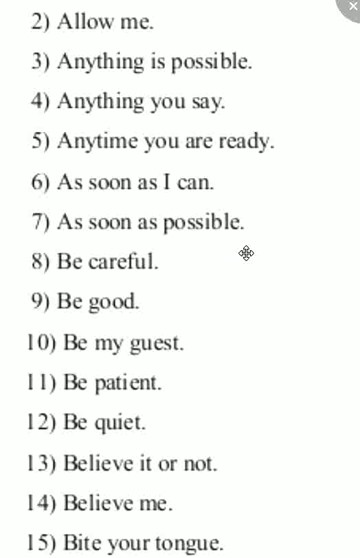 2) Allow me.
3) Anything is possible.
4) Anything you say.
5) Anytime you are ready.
6) As soon as I can.
7) As soon as possible.
8) Be careful.
9) Be good.
10) Be my guest.
11) Be patient.
12) Be quiet.
13) Believe it or not.
14) Believe me.
15) Bite your tongue.